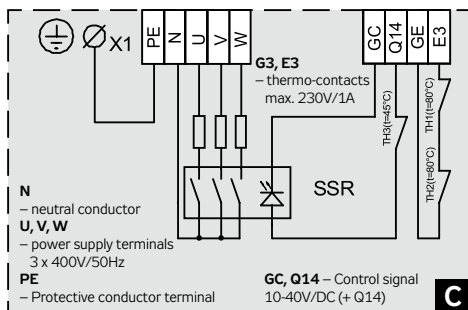 X1
PE
N
U
V
W
GC
Q14
GE
E3
G3, E3
– thermo-contacts
max. 230V/1A
TH3(t=45°C)
TH1(t=80°C)
TH2(t=80°C)
SSR
N
– neutral conductor
U, V, W
– power supply terminals
3 x 400V/50Hz
PE
– Protective conductor terminal
GC, Q14 – Control signal
10-40V/DC (+ Q14)
C